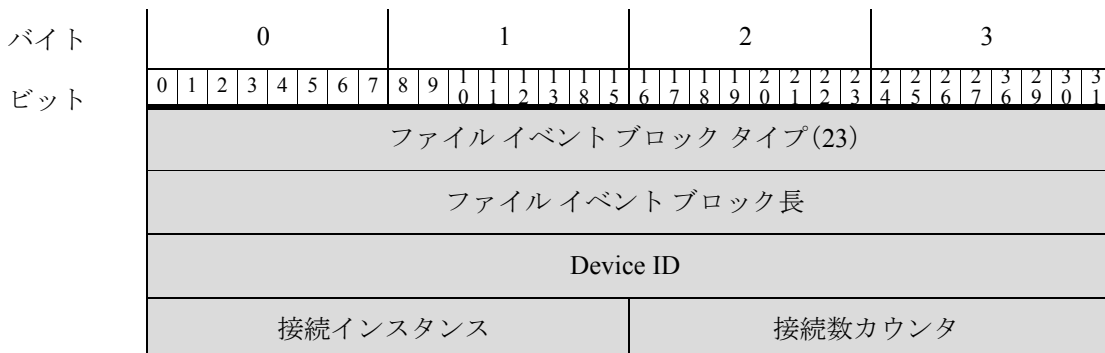 バイト 0 1 2 3
ビット 0 1 2 3 4 5 6 7 8 9 10 11 12 13 18 15 16 17 18 19 20 21 22 23 24 25 26 27 36 29 30 31
ファイル イベント ブロック タイプ(23)
ファイル イベント ブロック長
Device ID
接続インスタンス 接続数カウンタ